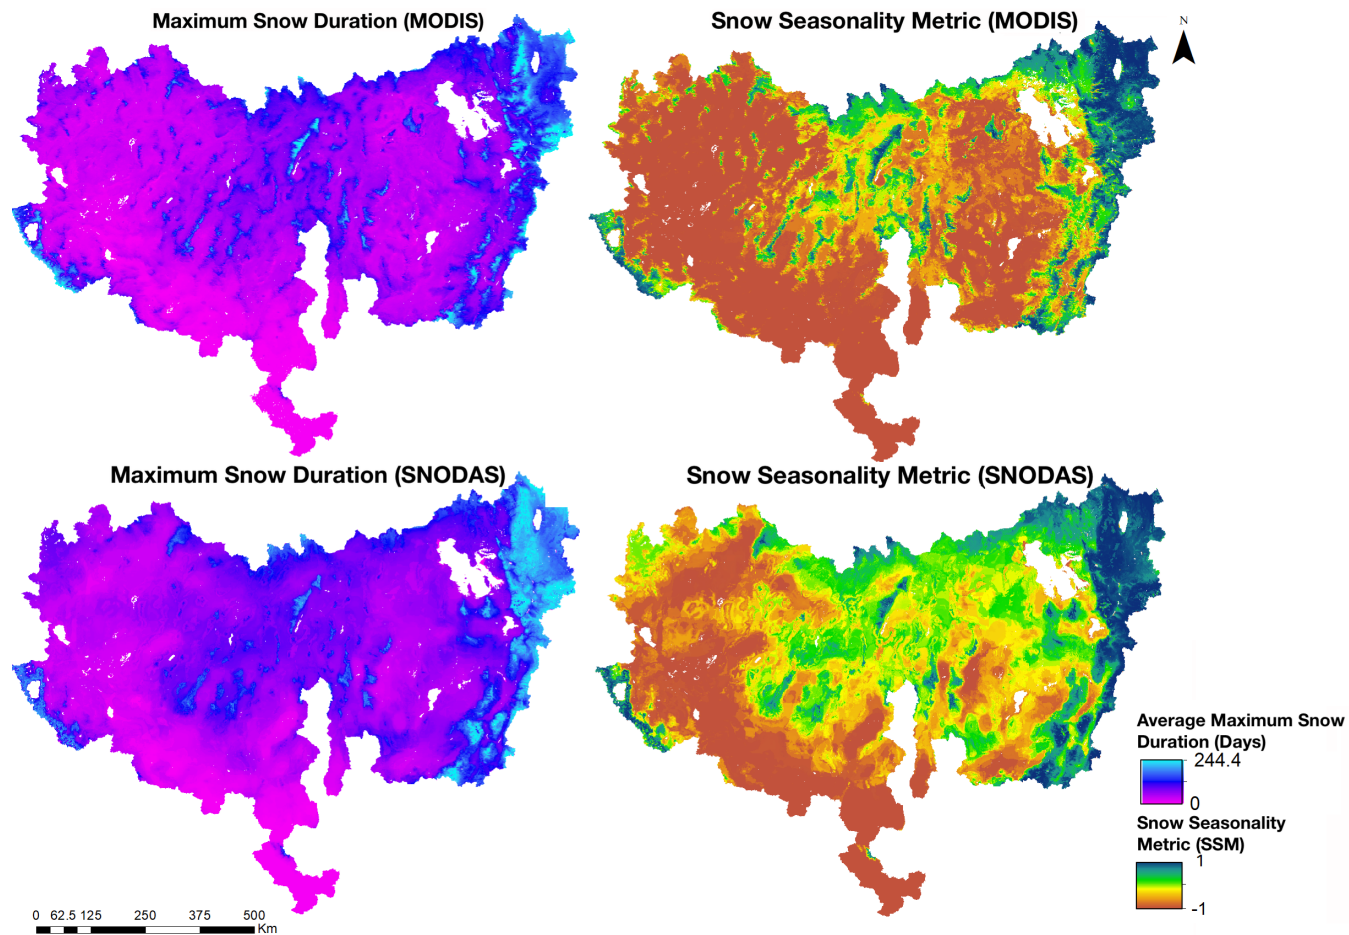 Maximum Snow Duration (MODIS)
Snow Seasonality Metric (MODIS)
N
Maximum Snow Duration (SNODAS)
Snow Seasonality Metric (SNODAS)
Average Maximum Snow
Duration (Days)
244.4
0
Snow Seasonality
Metric (SSM)
1
-1
0 62.5 125 250 375 500
Km